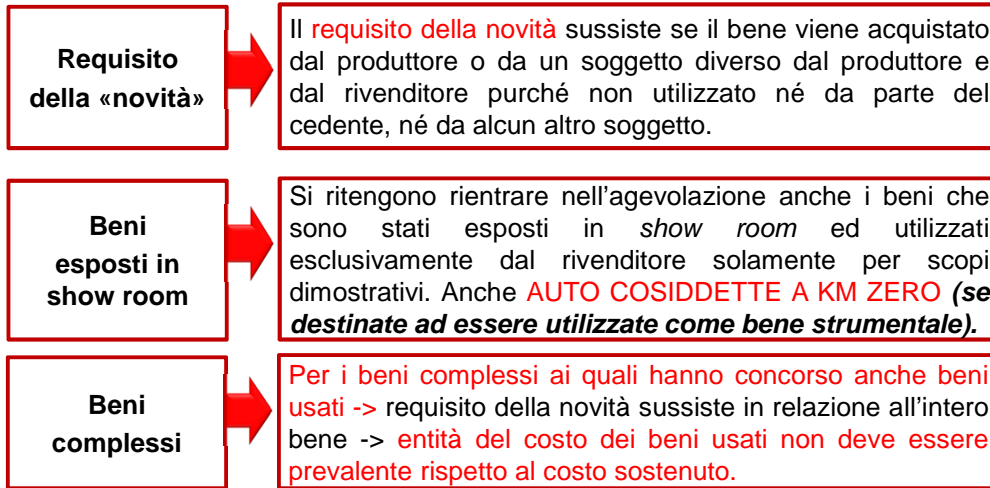 Requisito
della «novità»
Il requisito della novità sussiste se il bene viene acquistato
dal produttore o da un soggetto diverso dal produttore e
dal rivenditore purché non utilizzato né da parte del
cedente, né da alcun altro soggetto.
Beni
esposti in
show room
Si ritengono rientrare nell’agevolazione anche i beni che
sono stati esposti in show room ed utilizzati
esclusivamente dal rivenditore solamente per scopi
dimostrativi. Anche AUTO COSIDDETTE A KM ZERO (se
destinate ad essere utilizzate come bene strumentale).
Beni
complessi
Per i beni complessi ai quali hanno concorso anche beni
usati -> requisito della novità sussiste in relazione all’intero
bene -> entità del costo dei beni usati non deve essere
prevalente rispetto al costo sostenuto.